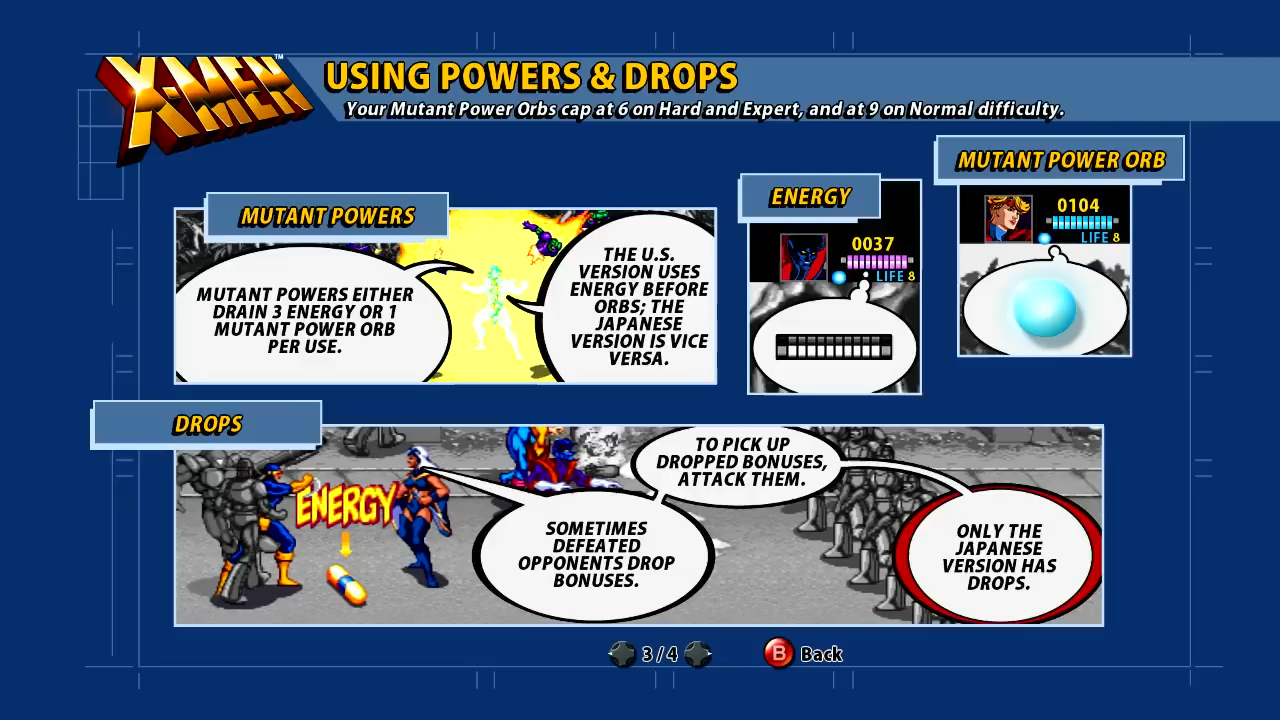 X-MEN™
USING POWERS & DROPS
Your Mutant Power Orbs cap at 6 on Hard and Expert, and at 9 on Normal difficulty.
MUTANT POWERS
MUTANT POWERS EITHER
DRAIN 3 ENERGY OR 1
MUTANT POWER ORB
PER USE.
THE U.S.
VERSION USES
ENERGY BEFORE
ORBS; THE
JAPANESE
VERSION IS VICE
VERSA.
ENERGY
0037
LIFE 8
MUTANT POWER ORB
0104
LIFE 8
DROPS
ENERGY
SOMETIMES
DEFEATED
OPPONENTS DROP
BONUSES.
TO PICK UP
DROPPED BONUSES,
ATTACK THEM.
ONLY THE
JAPANESE
VERSION HAS
DROPS.
3 / 4
B Back